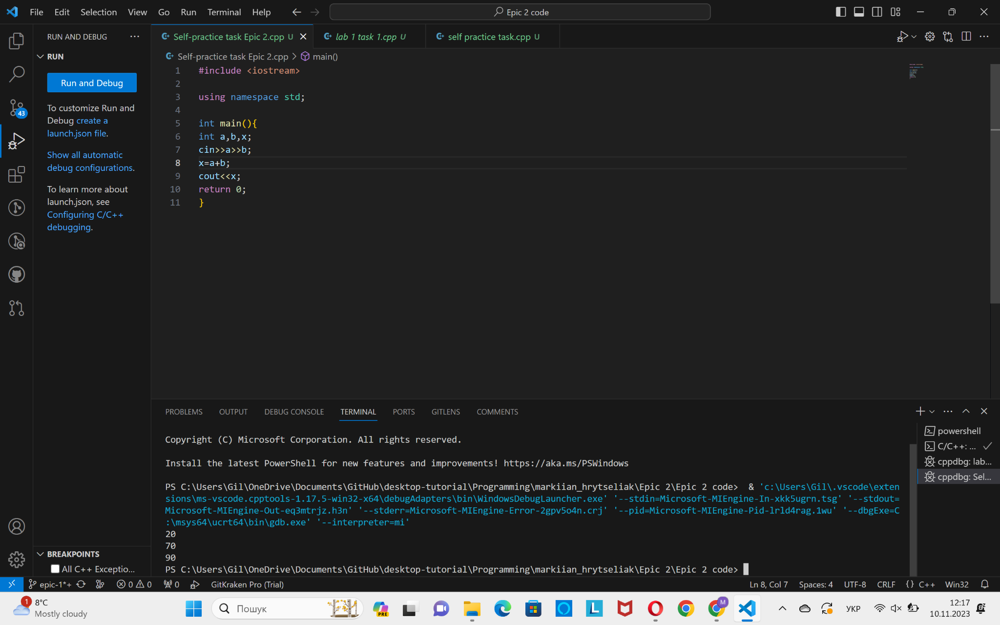 File Edit Selection View Go Run Terminal Help
Epic 2 code
RUN AND DEBUG
Self-practice task Epic 2.cpp U
lab 1 task 1.cpp U
self practice task.cpp U
RUN
Self-practice task Epic 2.cpp > main()
Run and Debug
To customize Run and
Debug create a
launch.json file.
Show all automatic
debug configurations.
To learn more about
launch.json, see
Configuring C/C++
debugging.
43
1 #include <iostream>
2
3 using namespace std;
4
5 int main(){
6 int a,b,x;
7 cin>>a>>b;
8 x=a+b;
9 cout<<x;
10 return 0;
11 }
PROBLEMS OUTPUT DEBUG CONSOLE TERMINAL PORTS GITLENS COMMENTS
Copyright (C) Microsoft Corporation. All rights reserved.
Install the latest PowerShell for new features and improvements! https://aka.ms/PSWindows
PS C:\Users\Gil\OneDrive\Documents\GitHub\desktop-tutorial\Programming\markiian_hrytseliak\Epic 2\Epic 2 code>  & 'c:\Users\Gil\.vscode\exten
sions\ms-vscode.cpptools-1.17.5-win32-x64\debugAdapters\bin\WindowsDebugLauncher.exe' '--stdin=Microsoft-MIEngine-In-xkk5ugrn.tsg' '--stdout=
Microsoft-MIEngine-Out-eq3mtrjz.h3n' '--stderr=Microsoft-MIEngine-Error-2gpv5o4n.crj' '--pid=Microsoft-MIEngine-Pid-lrld4rag.1wu' '--dbgExe=C
:\msys64\ucrt64\bin\gdb.exe' '--interpreter=mi'
20
70
90
PS C:\Users\Gil\OneDrive\Documents\GitHub\desktop-tutorial\Programming\markiian_hrytseliak\Epic 2\Epic 2 code>
powershell
C/C++: ...
cppdbg: lab...
cppdbg: Sel...
BREAKPOINTS
All C++ Exceptio...
epic-1*+ 0 0 0 GitKraken Pro (Trial)
Ln 8, Col 7 Spaces: 4 UTF-8 CRLF {} C++ Win32
1
8°C
Mostly cloudy
Пошук
PRE
L
M
УКР
12:17
10.11.2023